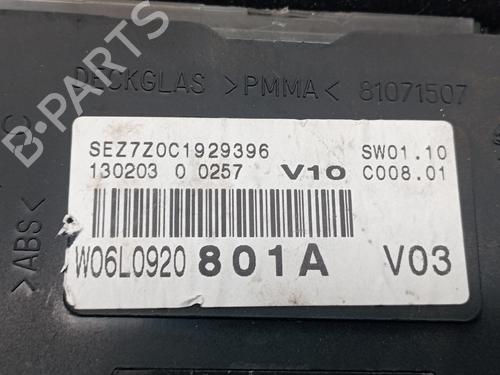 DECKGLAS >PMMA< 81071507
SEZ7Z0C1929396 SW01.10
130203 0 0257 V10 C008.01
W06L0920 801A V03
>ABS<
B-PARTS